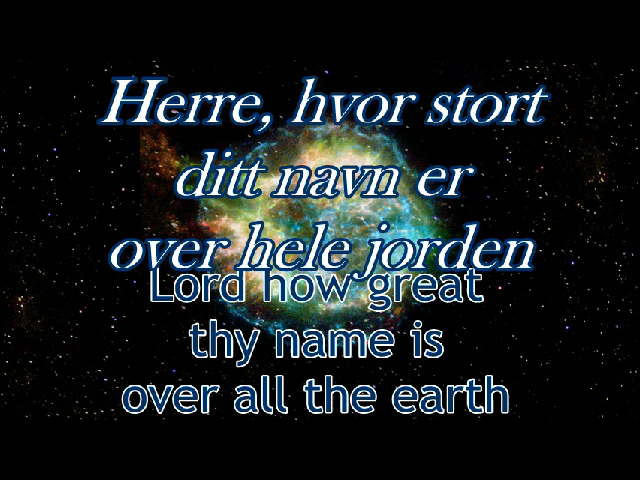 Herre, hvor stort
ditt navn er
over hele jorden
Lord how great
thy name is
over all the earth